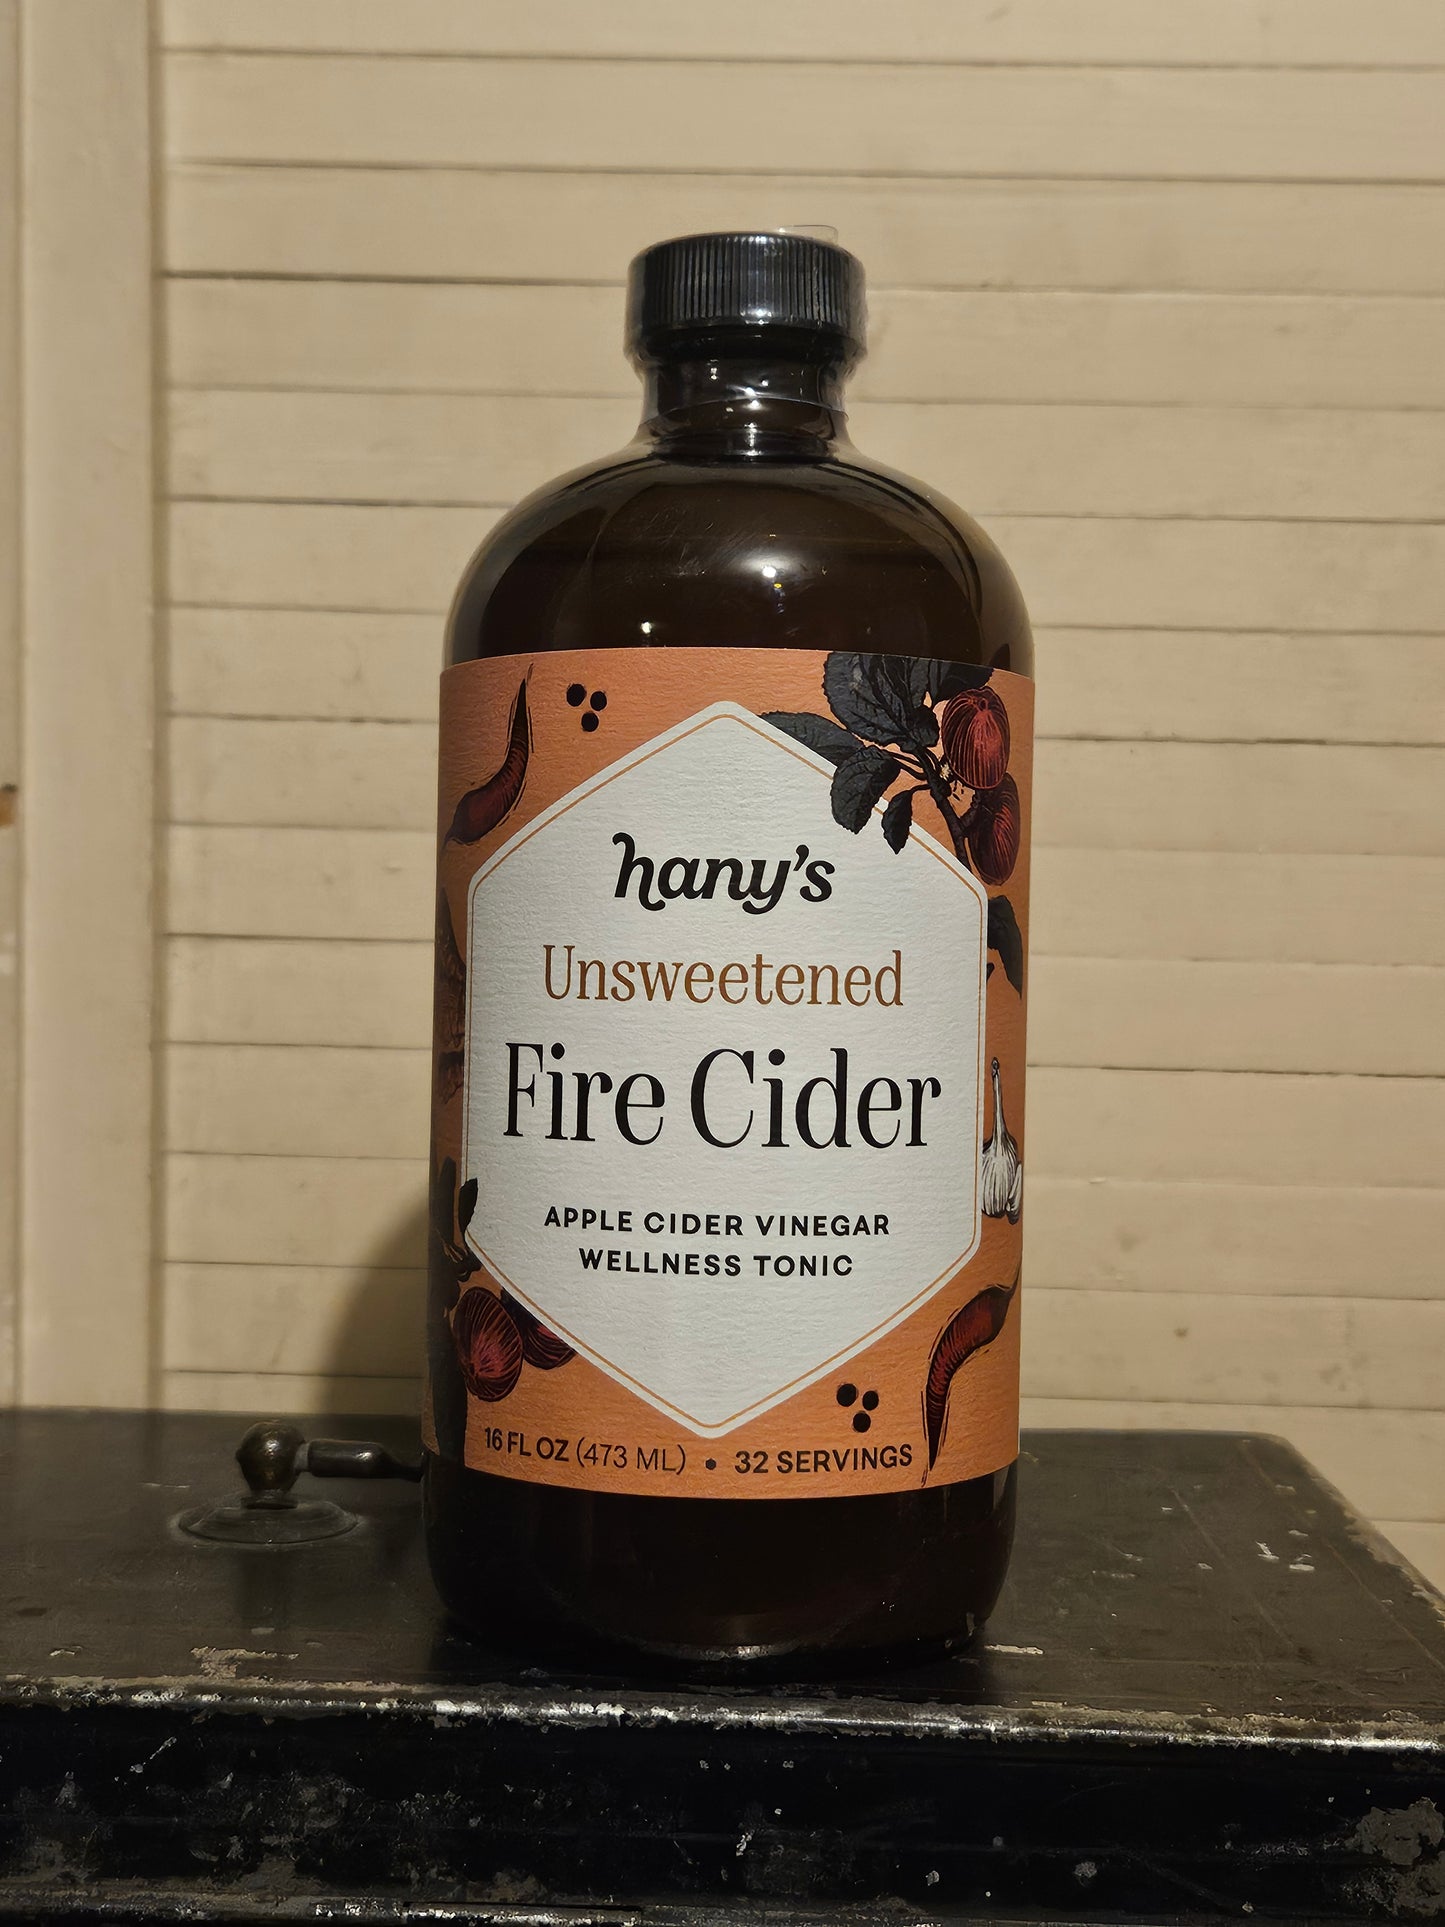 hany's
Unsweetened
Fire Cider
APPLE CIDER VINEGAR
WELLNESS TONIC
16 FL OZ (473 ML) • 32 SERVINGS